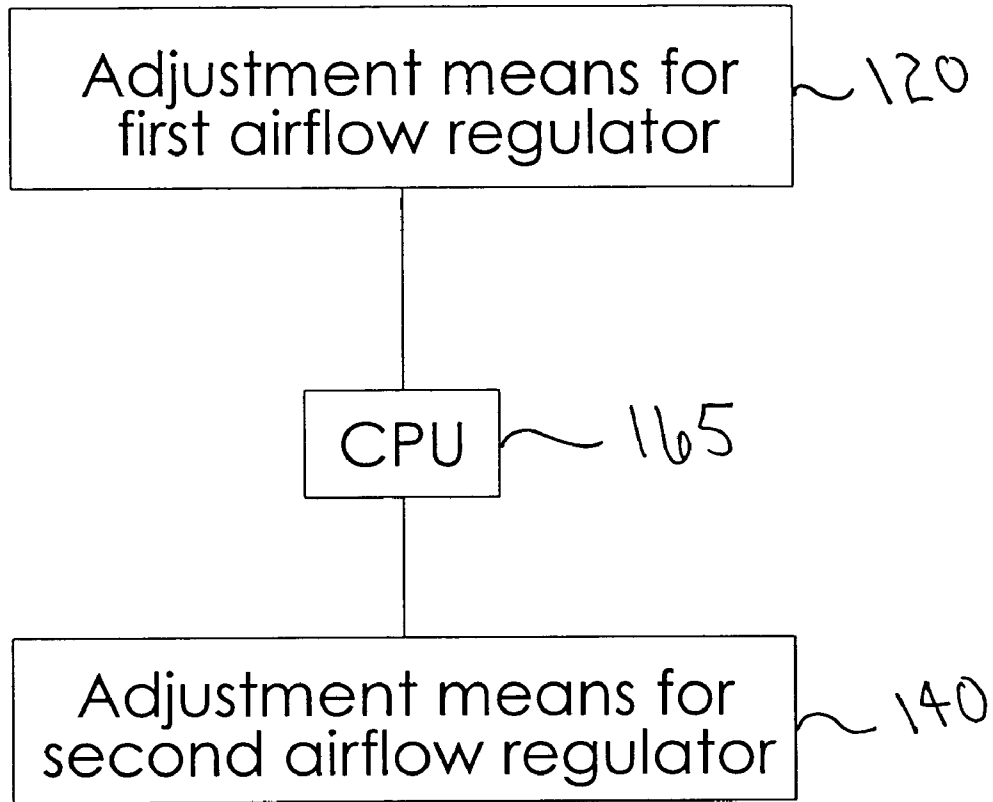 Adjustment means for
first airflow regulator
120
CPU
165
Adjustment means for
second airflow regulator
140